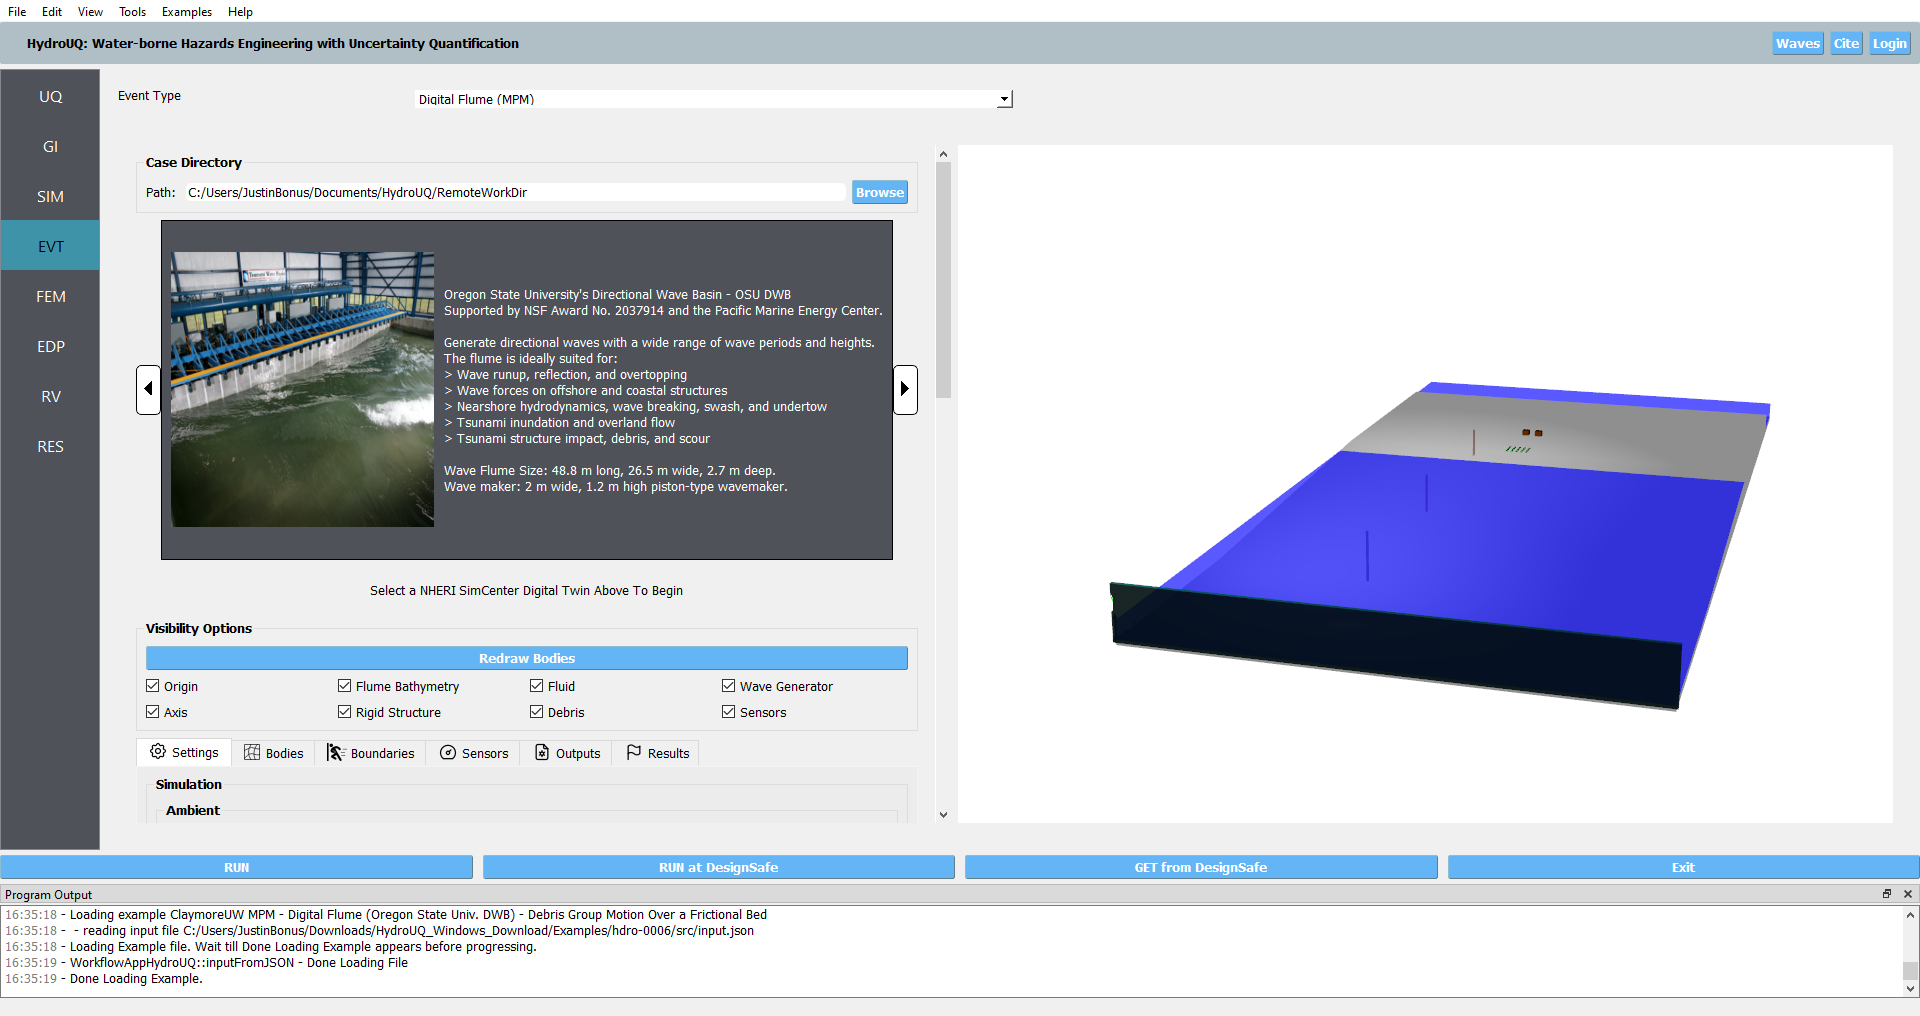 File Edit View Tools Examples Help
HydroUQ: Water-borne Hazards Engineering with Uncertainty Quantification
Waves Cite Login
UQ
GI
SIM
EVT
FEM
EDP
RV
RES
Event Type
Digital Flume (MPM)
Case Directory
Path: C:/Users/JustinBonus/Documents/HydroUQ/RemoteWorkDir Browse
Oregon State University's Directional Wave Basin - OSU DWB
Supported by NSF Award No. 2037914 and the Pacific Marine Energy Center.
Generate directional waves with a wide range of wave periods and heights.
The flume is ideally suited for:
> Wave runup, reflection, and overtopping
> Wave forces on offshore and coastal structures
> Nearshore hydrodynamics, wave breaking, swash, and undertow
> Tsunami inundation and overland flow
> Tsunami structure impact, debris, and scour
Wave Flume Size: 48.8 m long, 26.5 m wide, 2.7 m deep.
Wave maker: 2 m wide, 1.2 m high piston-type wavemaker.
Select a NHERI SimCenter Digital Twin Above To Begin
Visibility Options
Redraw Bodies
Origin Flume Bathymetry Fluid Wave Generator
Axis Rigid Structure Debris Sensors
Settings Bodies Boundaries Sensors Outputs Results
Simulation
Ambient
RUN RUN at DesignSafe GET from DesignSafe Exit
Program Output
16:35:18 - Loading example ClaymoreUW MPM - Digital Flume (Oregon State Univ. DWB) - Debris Group Motion Over a Frictional Bed
16:35:18 - - reading input file C:/Users/JustinBonus/Downloads/HydroUQ_Windows_Download/Examples/hdro-0006/src/input.json
16:35:18 - Loading Example file. Wait till Done Loading Example appears before progressing.
16:35:19 - WorkflowAppHydroUQ::inputFromJSON - Done Loading File
16:35:19 - Done Loading Example.